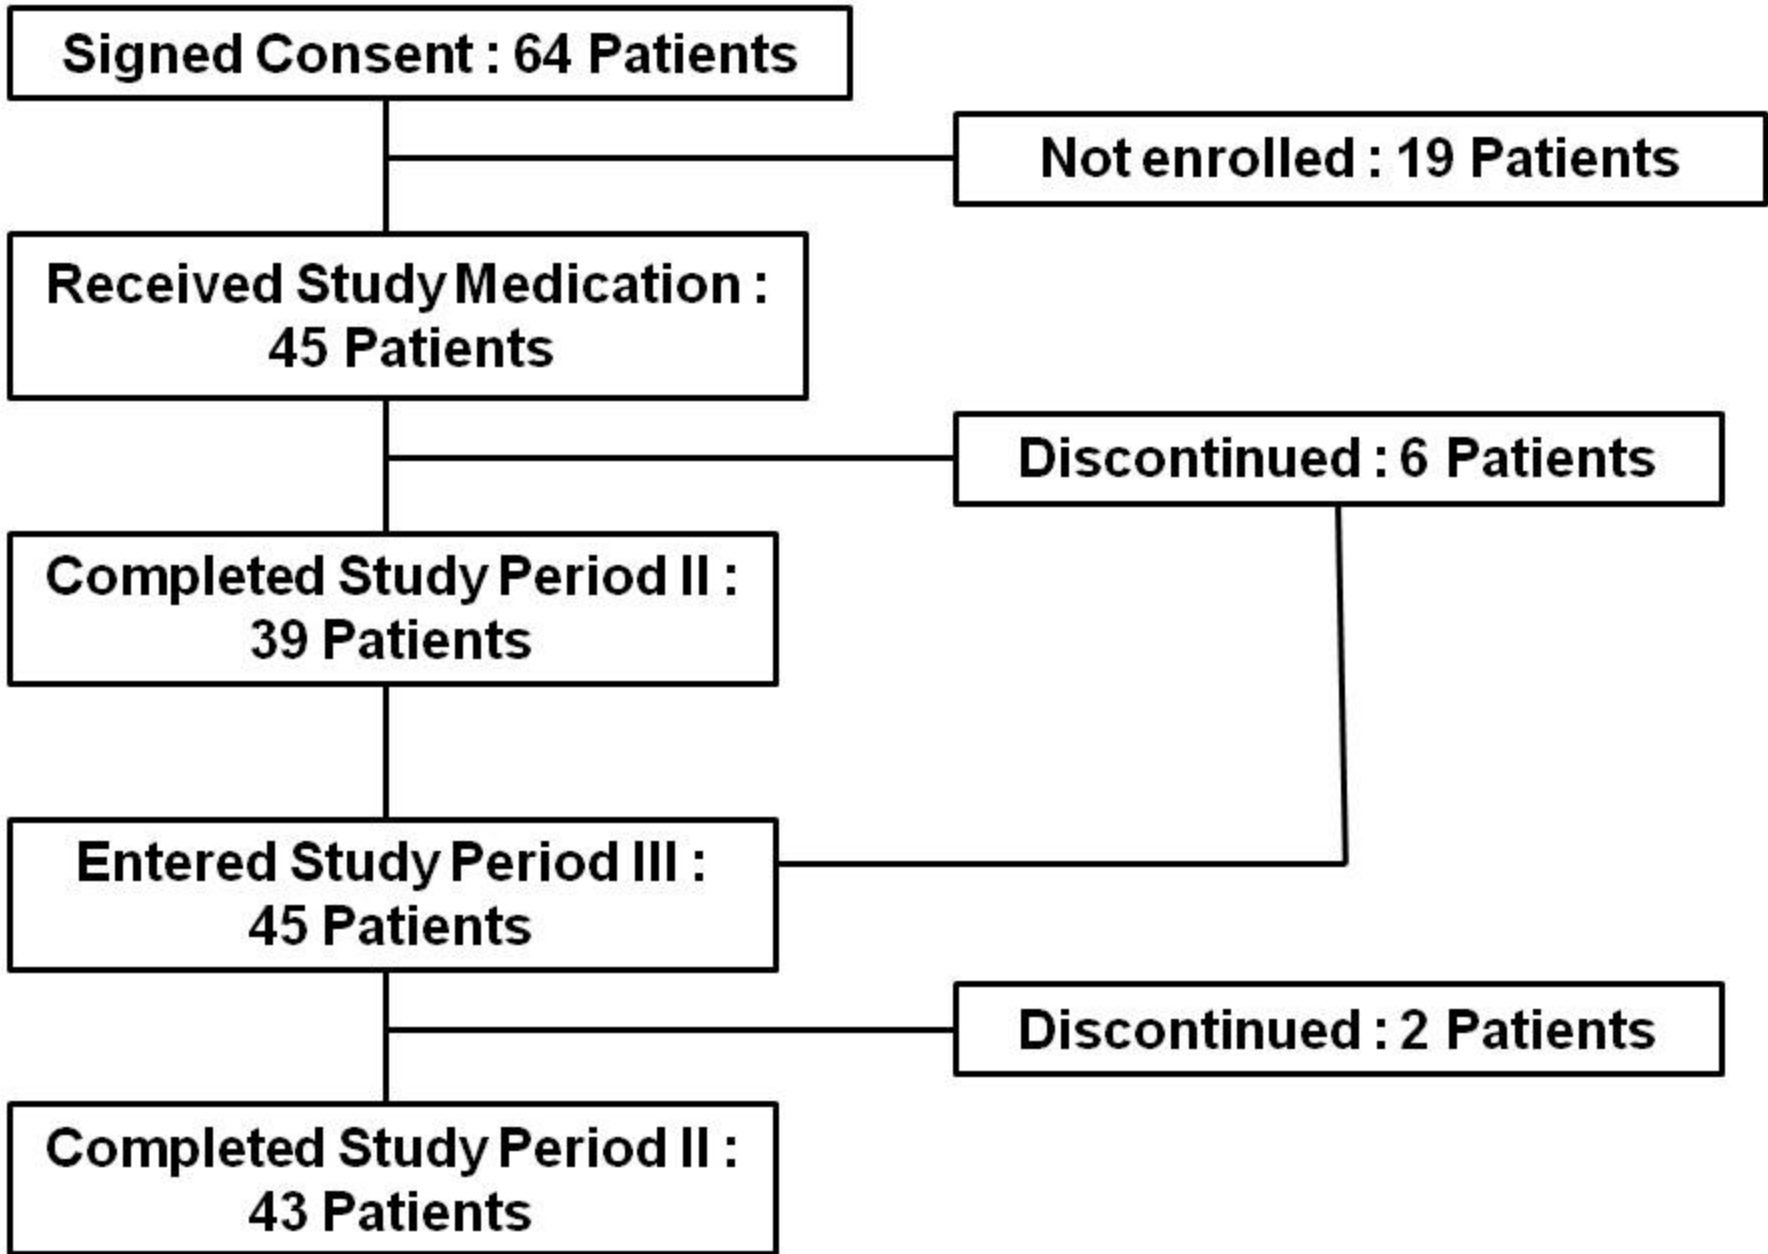 Signed Consent : 64 Patients
Not enrolled : 19 Patients
Received Study Medication :
45 Patients
Discontinued : 6 Patients
Completed Study Period II :
39 Patients
Entered Study Period III :
45 Patients
Discontinued : 2 Patients
Completed Study Period II :
43 Patients